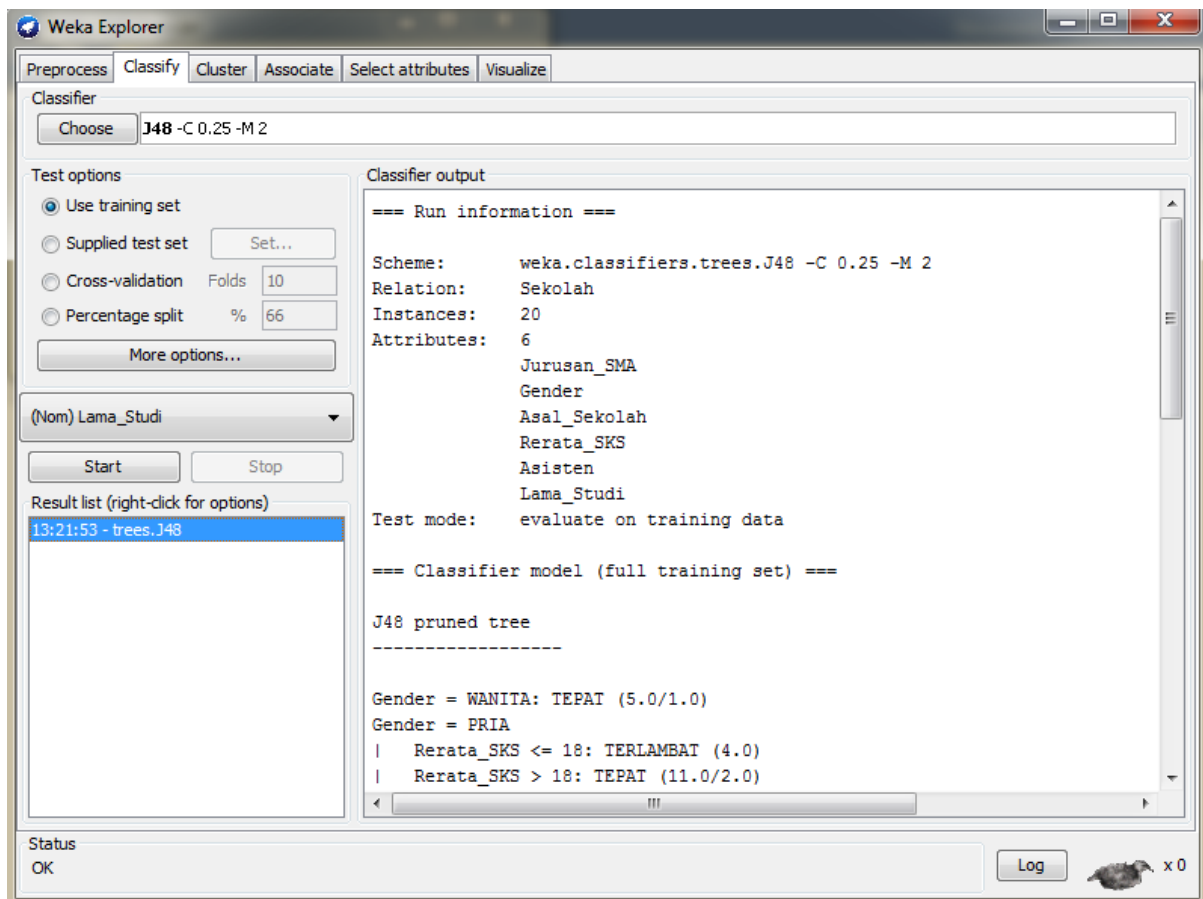 Weka Explorer
Preprocess Classify Cluster Associate Select attributes Visualize
Classifier
Choose J48 -C 0.25 -M 2
Test options
Use training set
Supplied test set Set...
Cross-validation Folds 10
Percentage split % 66
More options...
(Nom) Lama_Studi
Start Stop
Result list (right-click for options)
13:21:53 - trees.J48
Classifier output
=== Run information ===
Scheme: weka.classifiers.trees.J48 -C 0.25 -M 2
Relation: Sekolah
Instances: 20
Attributes: 6
Jurusan_SMA
Gender
Asal_Sekolah
Rerata_SKS
Asisten
Lama_Studi
Test mode: evaluate on training data
=== Classifier model (full training set) ===
J48 pruned tree
------------------
Gender = WANITA: TEPAT (5.0/1.0)
Gender = PRIA
| Rerata_SKS <= 18: TERLAMBAT (4.0)
| Rerata_SKS > 18: TEPAT (11.0/2.0)
Status
OK
Log x 0